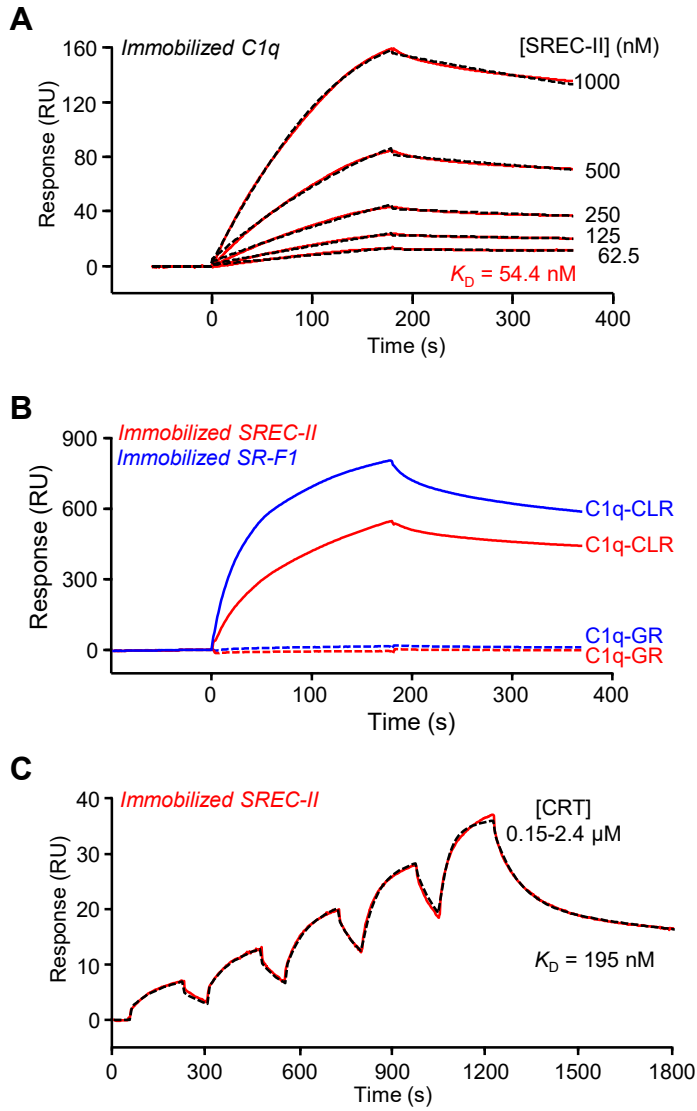 A
Immobilized C1q
[SREC-II] (nM)
160
120
80
40
0
Response (RU)
1000
500
250
125
62.5
K_D = 54.4 nM
0 100 200 300 400
Time (s)
B
Immobilized SREC-II
Immobilized SR-F1
900
600
300
0
Response (RU)
C1q-CLR
C1q-CLR
C1q-GR
C1q-GR
0 100 200 300 400
Time (s)
C
Immobilized SREC-II
[CRT]
0.15-2.4 µM
40
30
20
10
0
Response (RU)
K_D = 195 nM
0 300 600 900 1200 1500 1800
Time (s)